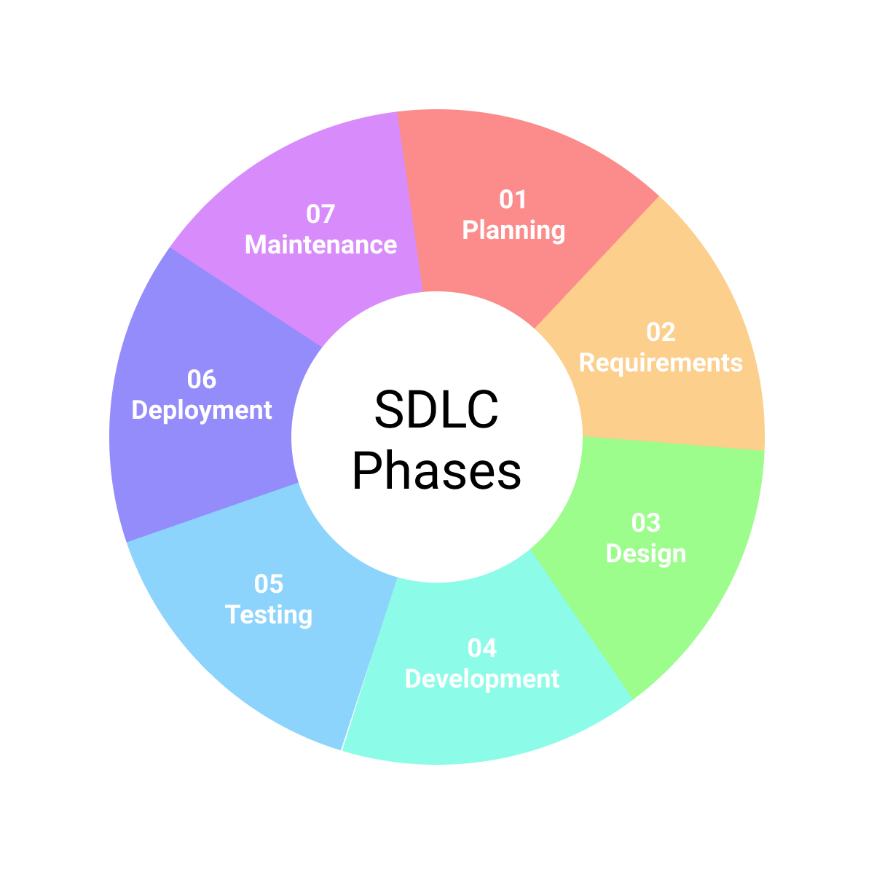 SDLC
Phases
01
Planning
02
Requirements
03
Design
04
Development
05
Testing
06
Deployment
07
Maintenance